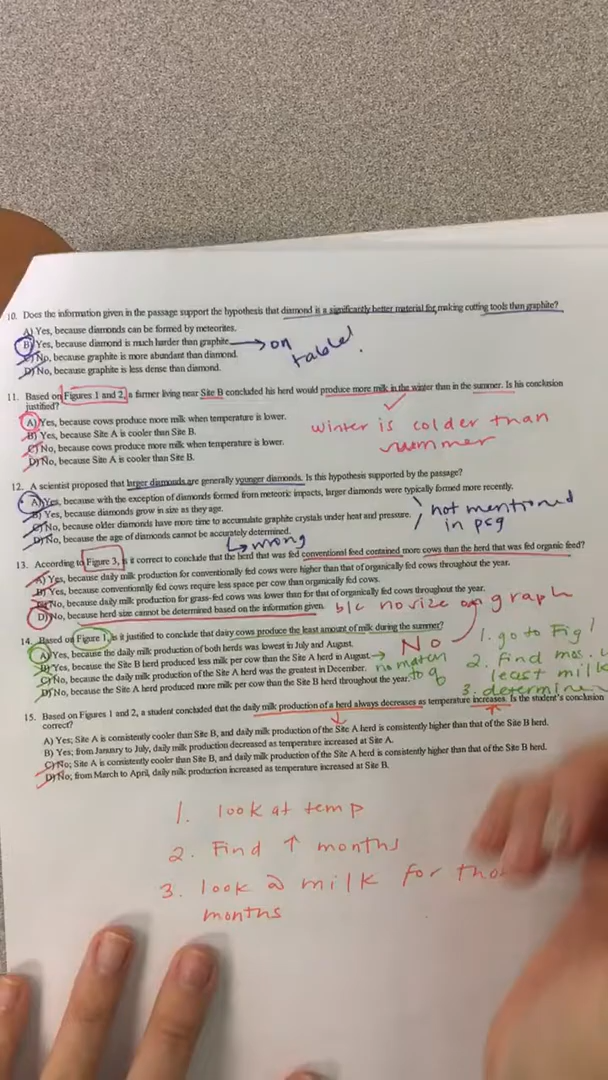 10. Does the information given in the passage support the hypothesis that diamond is a significantly better material for making cutting tools than graphite?
A) Yes, because diamonds can be formed by meteorites.
B) Yes, because diamond is much harder than graphite. → on table!
C) No, because graphite is more abundant than diamond.
D) No, because graphite is less dense than diamond.
11. Based on Figures 1 and 2, a farmer living near Site B concluded his herd would produce more milk in the winter than in the summer. Is his conclusion
justified?
A) Yes, because cows produce more milk when temperature is lower.
B) Yes, because Site A is cooler than Site B.
C) No, because cows produce more milk when temperature is lower.
D) No, because Site A is cooler than Site B.
winter is colder than
summer
12. A scientist proposed that larger diamonds are generally younger diamonds. Is this hypothesis supported by the passage?
A) Yes, because with the exception of diamonds formed from meteoric impacts, larger diamonds were typically formed more recently.
B) Yes, because diamonds grow in size as they age.
C) No, because older diamonds have more time to accumulate graphite crystals under heat and pressure.
D) No, because the age of diamonds cannot be accurately determined.
not mentioned
in psg
↳ wrong
13. According to Figure 3, is it correct to conclude that the herd that was fed conventional feed contained more cows than the herd that was fed organic feed?
A) Yes, because daily milk production for conventionally fed cows were higher than that of organically fed cows throughout the year.
B) Yes, because conventionally fed cows require less space per cow than organically fed cows.
C) No, because daily milk production for grass-fed cows was lower than for that of organically fed cows throughout the year.
D) No, because herd size cannot be determined based on the information given. b/c no size on graph
14. Based on Figure 1, is it justified to conclude that dairy cows produce the least amount of milk during the summer?
A) Yes, because the daily milk production of both herds was lowest in July and August.
B) Yes, because the Site B herd produced less milk per cow than the Site A herd in August. →
C) No, because the daily milk production of the Site A herd was the greatest in December.
D) No, because the Site A herd produced more milk per cow than the Site B herd throughout the year.
No
no match
to q
1. go to Fig 1
2. Find
least milk
3.
15. Based on Figures 1 and 2, a student concluded that the daily milk production of a herd always decreases as temperature increases. Is the student's conclusion
correct?
A) Yes; Site A is consistently cooler than Site B, and daily milk production of the Site A herd is consistently higher than that of the Site B herd.
B) Yes; from January to July, daily milk production decreased as temperature increased at Site A.
C) No; Site A is consistently cooler than Site B, and daily milk production of the Site A herd is consistently higher than that of the Site B herd.
D) No; from March to April, daily milk production increased as temperature increased at Site B.
1. look at temp
2. Find ↑ months
3. look @ milk for
months